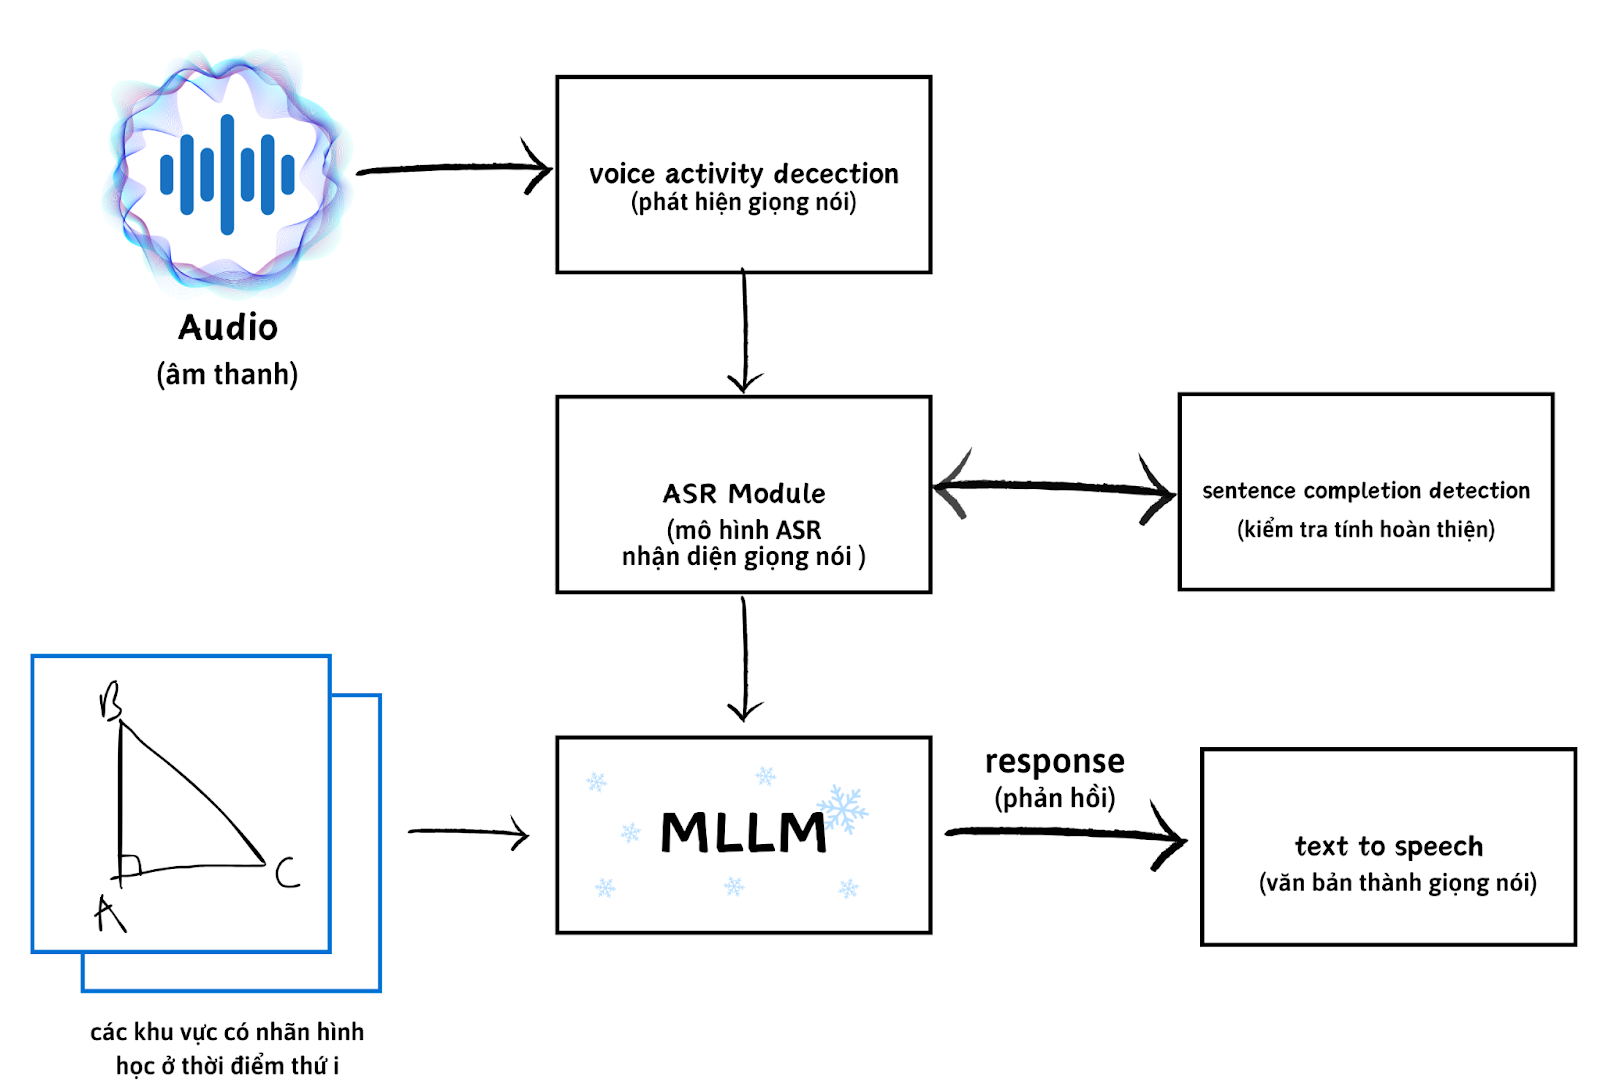 voice activity decection
(phát hiện giọng nói)
Audio
(âm thanh)
ASR Module
(mô hình ASR
nhận diện giọng nói )
sentence completion detection
(kiểm tra tính hoàn thiện)
B
A
C
MLLM
response
(phản hồi)
text to speech
(văn bản thành giọng nói)
các khu vực có nhãn hình
học ở thời điểm thứ i